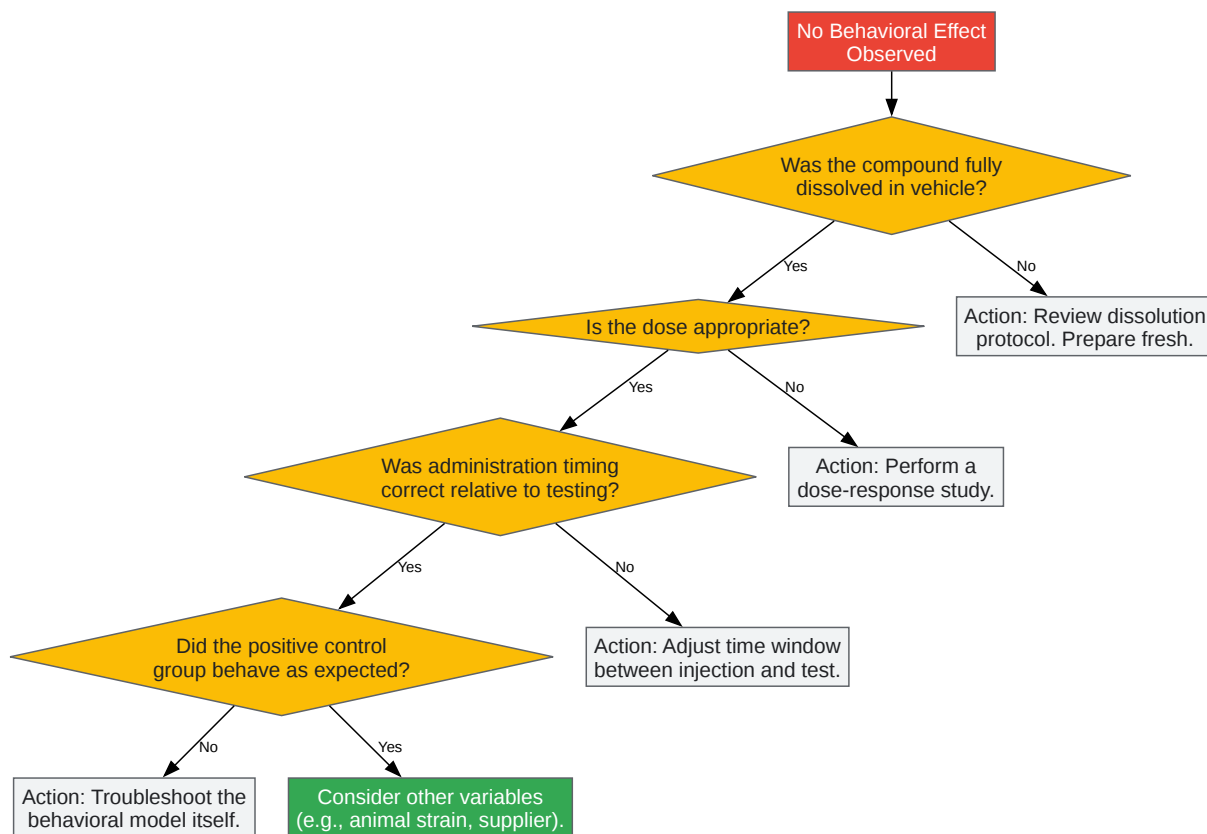 No Behavioral Effect
Observed
Was the compound fully
dissolved in vehicle?
Yes
No
Is the dose appropriate?
Action: Review dissolution
protocol. Prepare fresh.
Yes
No
Was administration timing
correct relative to testing?
Action: Perform a
dose-response study.
Yes
No
Did the positive control
group behave as expected?
Action: Adjust time window
between injection and test.
No
Yes
Action: Troubleshoot the
behavioral model itself.
Consider other variables
(e.g., animal strain, supplier).